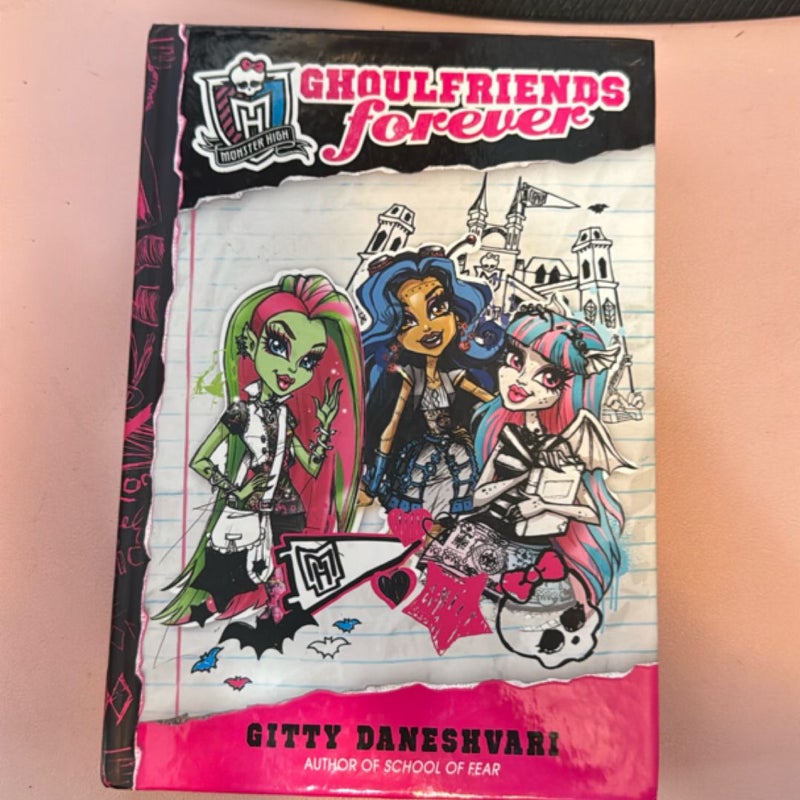 GHOULFRIENDS
forever
MONSTER HIGH
GITTY DANESHVARI
AUTHOR OF SCHOOL OF FEAR